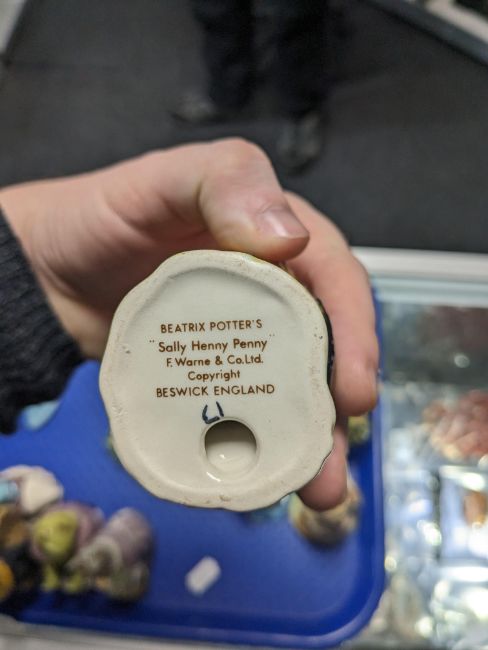 BEATRIX POTTER'S
"Sally Henny Penny"
F. Warne & Co. Ltd.
Copyright
BESWICK ENGLAND